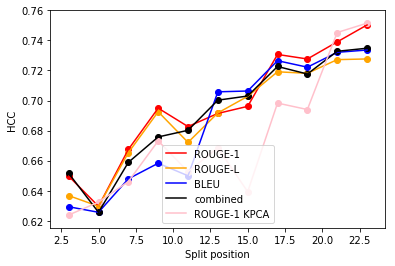 0.76
0.74
0.72
0.70
0.68
0.66
0.64
0.62
HCC
ROUGE-1
ROUGE-L
BLEU
combined
ROUGE-1 KPCA
2.5 5.0 7.5 10.0 12.5 15.0 17.5 20.0 22.5
Split position